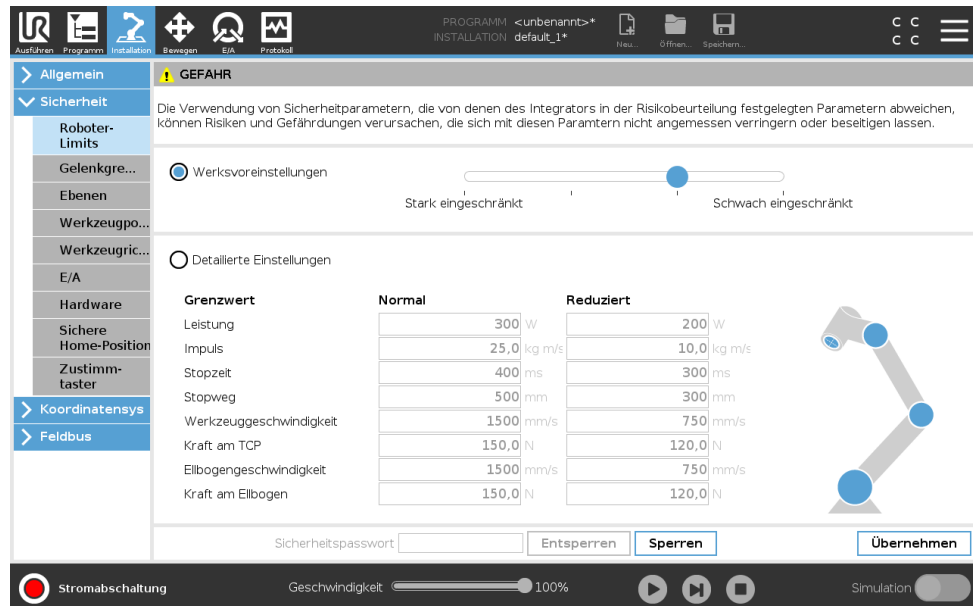 UR
PROGRAMM <unbenannt>*
INSTALLATION default_1*
C C
C C
Ausführen Programm Installation Bewegen E/A Protokoll Neu... Öffnen... Speichern...
Allgemein
Sicherheit
Roboter-
Limits
Gelenkgre...
Ebenen
Werkzeugpo...
Werkzeugric...
E/A
Hardware
Sichere
Home-Position
Zustimm-
taster
Koordinatensys
Feldbus
GEFAHR
Die Verwendung von Sicherheitparametern, die von denen des Integrators in der Risikobeurteilung festgelegten Parametern abweichen,
können Risiken und Gefährdungen verursachen, die sich mit diesen Paramtern nicht angemessen verringern oder beseitigen lassen.
Werksvoreinstellungen
Stark eingeschränkt Schwach eingeschränkt
Detailierte Einstellungen
Grenzwert Normal Reduziert
Leistung 300 W 200 W
Impuls 25,0 kg m/s 10,0 kg m/s
Stopzeit 400 ms 300 ms
Stopweg 500 mm 300 mm
Werkzeuggeschwindigkeit 1500 mm/s 750 mm/s
Kraft am TCP 150,0 N 120,0 N
Ellbogengeschwindigkeit 1500 mm/s 750 mm/s
Kraft am Ellbogen 150,0 N 120,0 N
Sicherheitspasswort Entsperren Sperren Übernehmen
Stromabschaltung Geschwindigkeit 100% Simulation